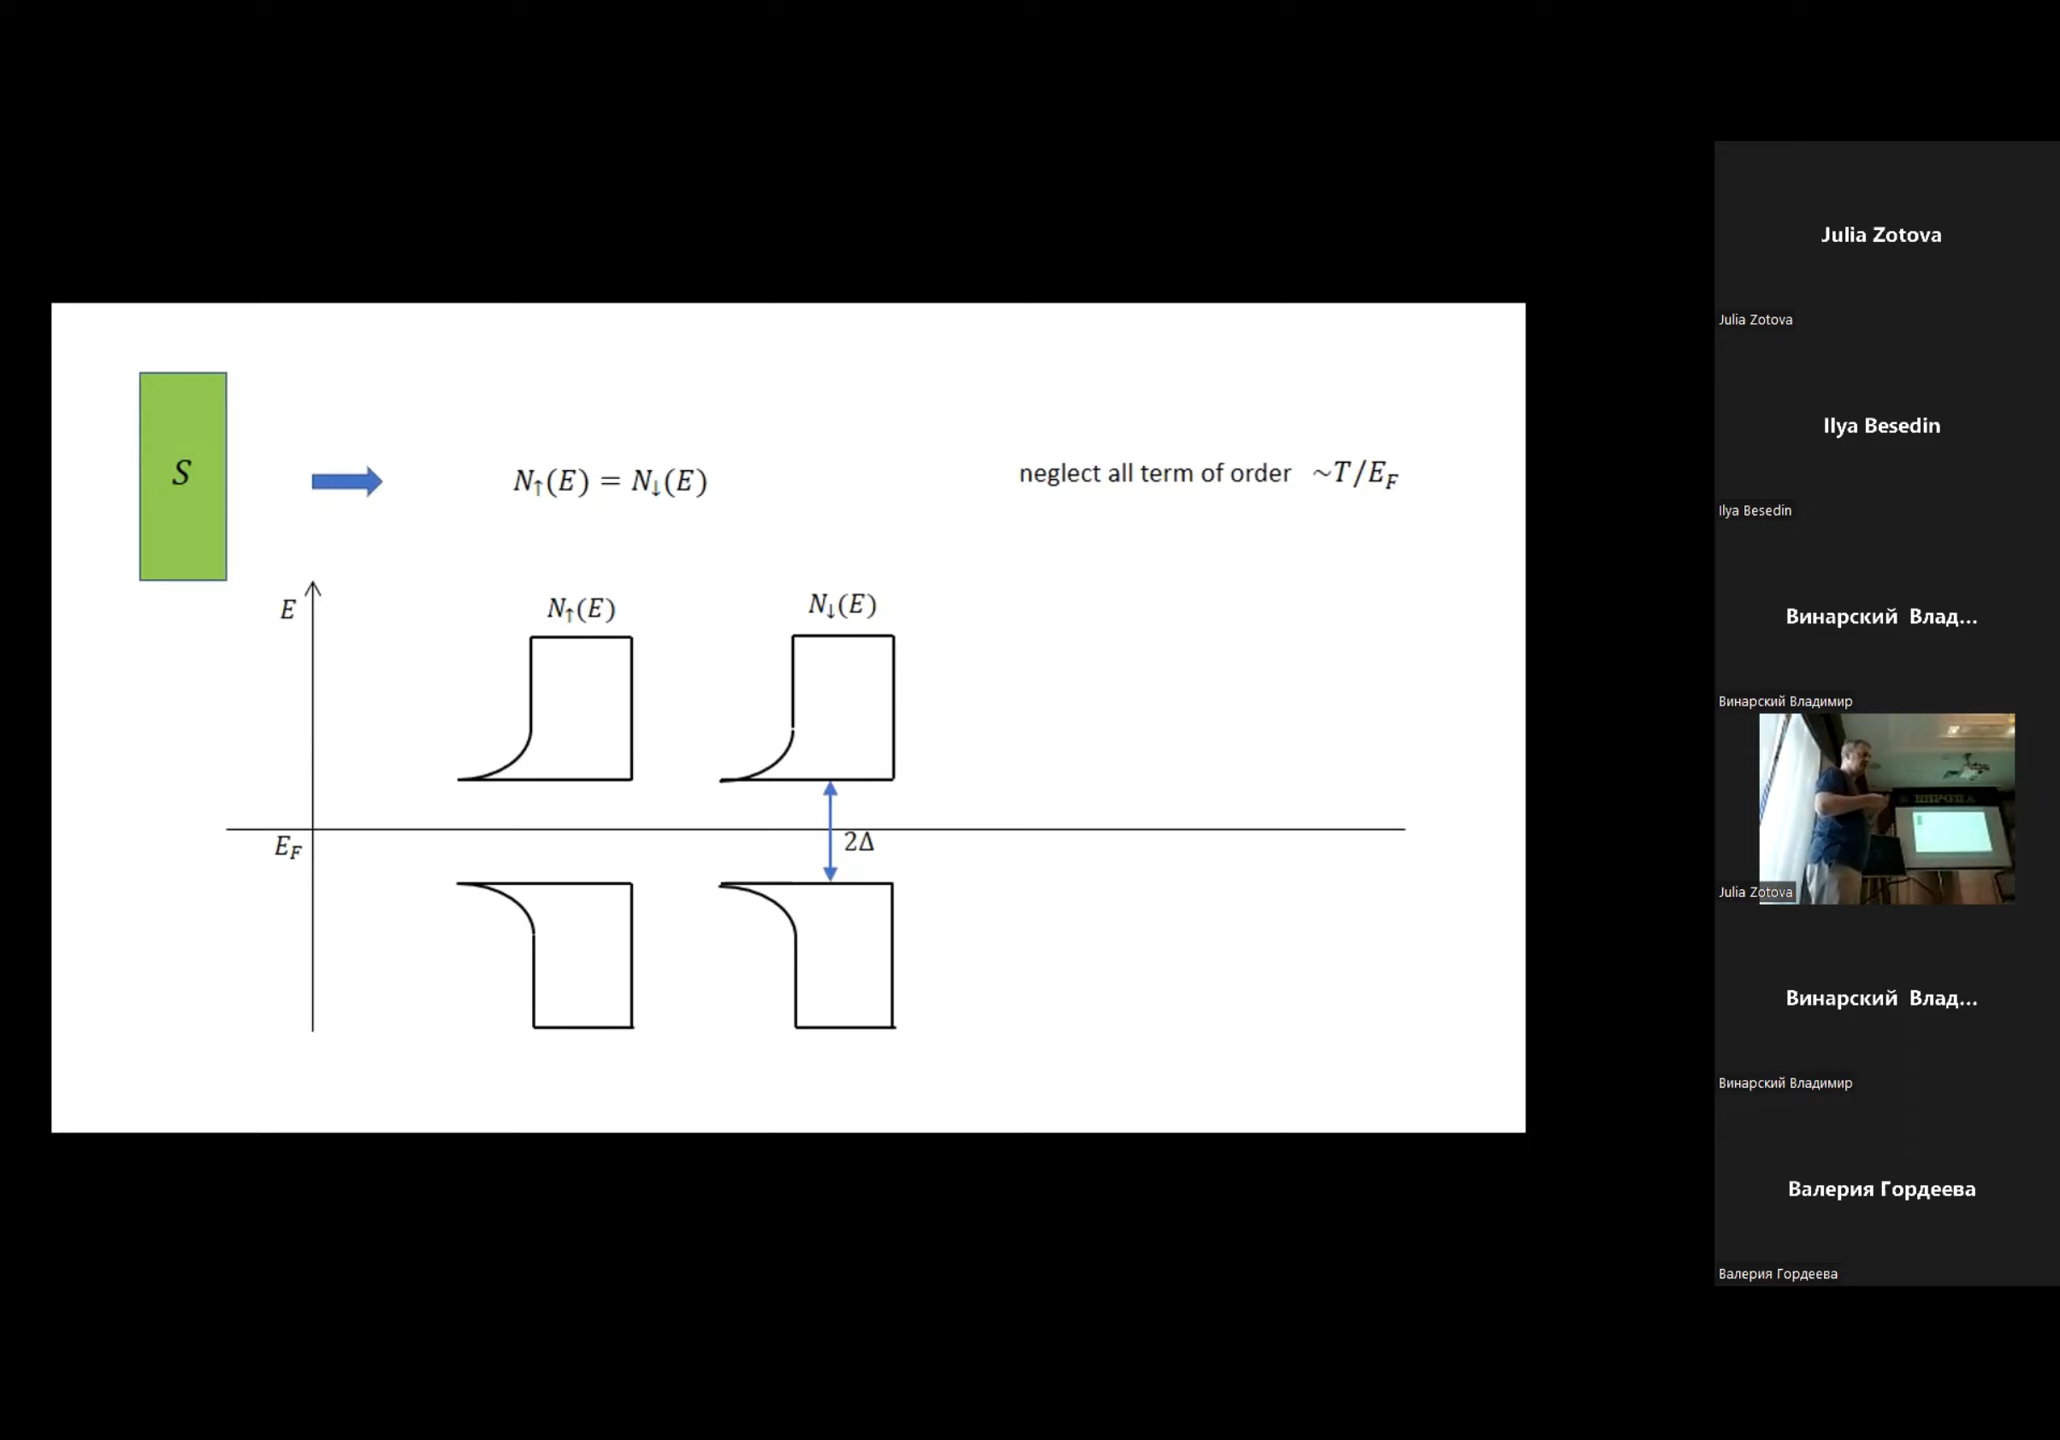 S
N↑(E) = N↓(E)
neglect all term of order ~T/E_F
E
N↑(E)
N↓(E)
E_F
2Δ
Julia Zotova
Julia Zotova
Ilya Besedin
Ilya Besedin
Винарский Влад...
Винарский Владимир
ЕВРОПА
Julia Zotova
Винарский Влад...
Винарский Владимир
Валерия Гордеева
Валерия Гордеева